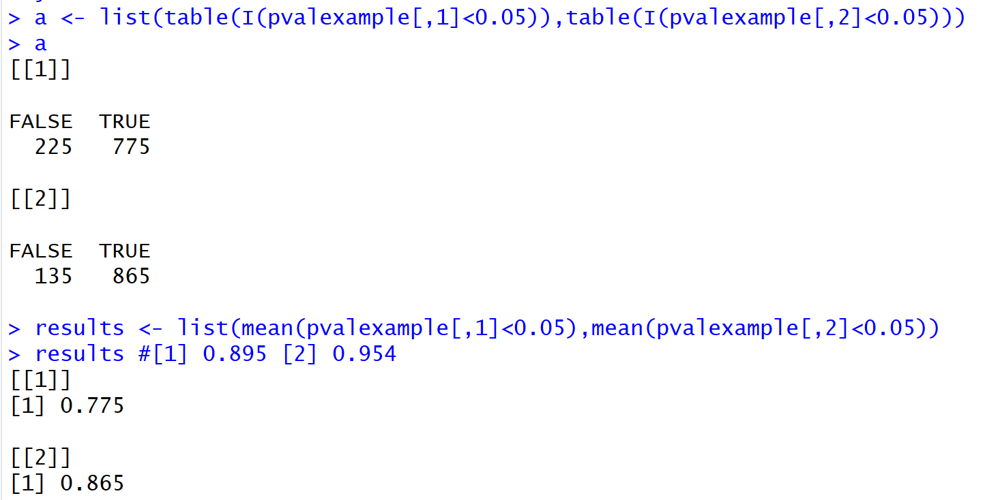 > a <- list(table(I(pvalexample[,1]<0.05)),table(I(pvalexample[,2]<0.05)))
> a
[[1]]
FALSE  TRUE
  225   775
[[2]]
FALSE  TRUE
  135   865
> results <- list(mean(pvalexample[,1]<0.05),mean(pvalexample[,2]<0.05))
> results #[1] 0.895 [2] 0.954
[[1]]
[1] 0.775
[[2]]
[1] 0.865